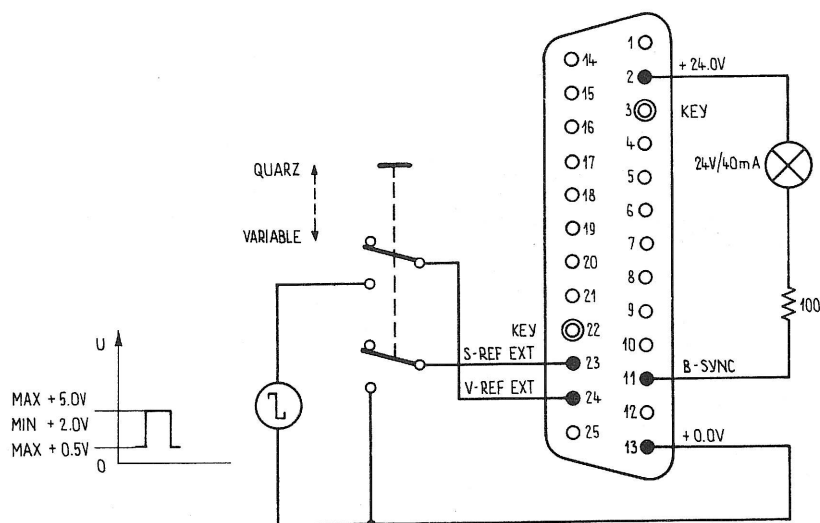 1
14
2
+24.0V
15
3
KEY
16
4
QUARZ
17
5
24V/40mA
18
6
VARIABLE
19
7
20
8
21
9
100
KEY
22
10
U
S-REF EXT
23
11
B-SYNC
V-REF EXT
24
12
MAX +5.0V
MIN +2.0V
25
13
+0.0V
MAX +0.5V
0